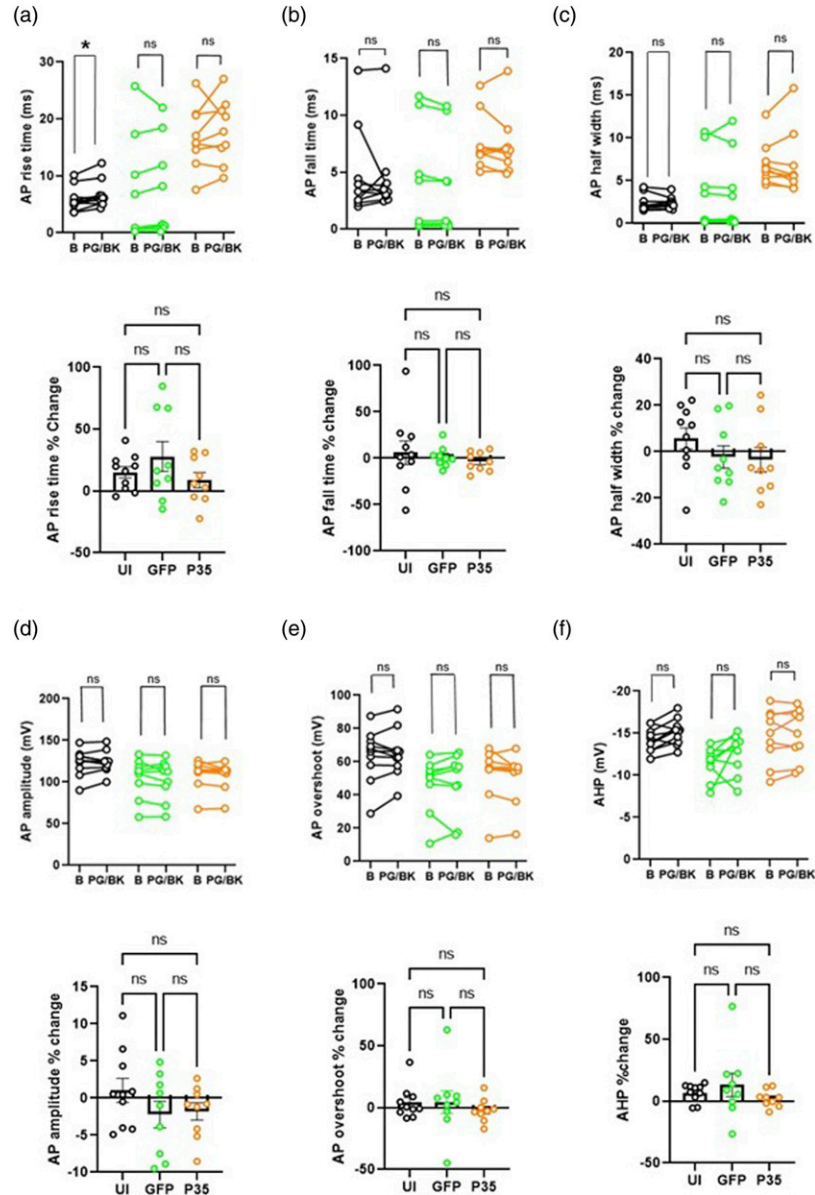 (a)
(b)
(c)
* ns ns
ns ns ns
ns ns ns
AP rise time (ms)
30
20
10
0
B PG/BK B PG/BK B PG/BK
AP fall time (ms)
15
10
5
0
B PG/BK B PG/BK B PG/BK
AP half width (ms)
20
15
10
5
0
B PG/BK B PG/BK B PG/BK
ns
ns ns
AP rise time % Change
100
50
0
-50
UI GFP P35
ns
ns ns
AP fall time % change
100
50
0
-50
-100
UI GFP P35
ns
ns ns
AP half width % change
40
20
0
-20
-40
UI GFP P35
(d)
(e)
(f)
ns ns ns
AP amplitude (mV)
200
150
100
50
0
B PG/BK B PG/BK B PG/BK
ns ns ns
AP overshoot (mV)
100
80
60
40
20
0
B PG/BK B PG/BK B PG/BK
ns ns ns
AHP (mV)
-20
-15
-10
-5
0
B PG/BK B PG/BK B PG/BK
ns
ns ns
AP amplitude % change
15
10
5
0
-5
-10
UI GFP P35
ns
ns ns
AP overshoot % change
100
50
0
-50
UI GFP P35
ns
ns ns
AHP %change
100
50
0
-50
UI GFP P35